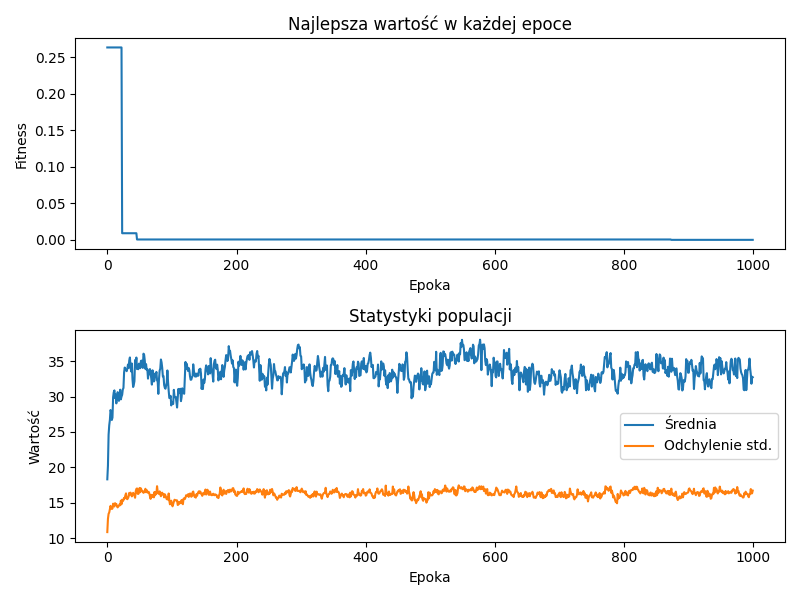 Najlepsza wartość w każdej epoce
Fitness
0.25
0.20
0.15
0.10
0.05
0.00
0 200 400 600 800 1000
Epoka
Statystyki populacji
Wartość
35
30
25
20
15
10
Średnia
Odchylenie std.
0 200 400 600 800 1000
Epoka